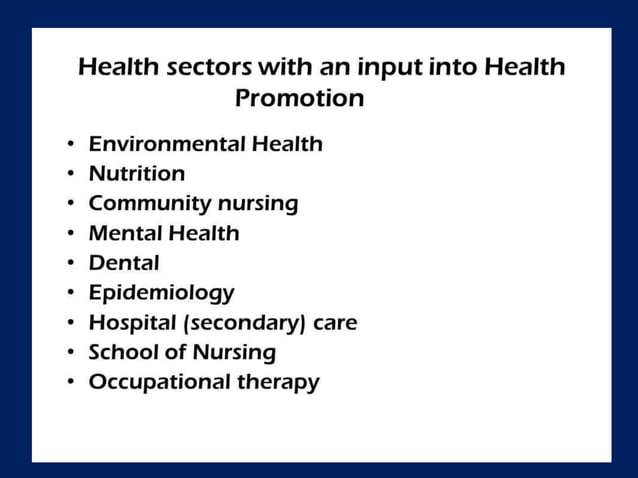 Health sectors with an input into Health
Promotion
• Environmental Health
• Nutrition
• Community nursing
• Mental Health
• Dental
• Epidemiology
• Hospital (secondary) care
• School of Nursing
• Occupational therapy